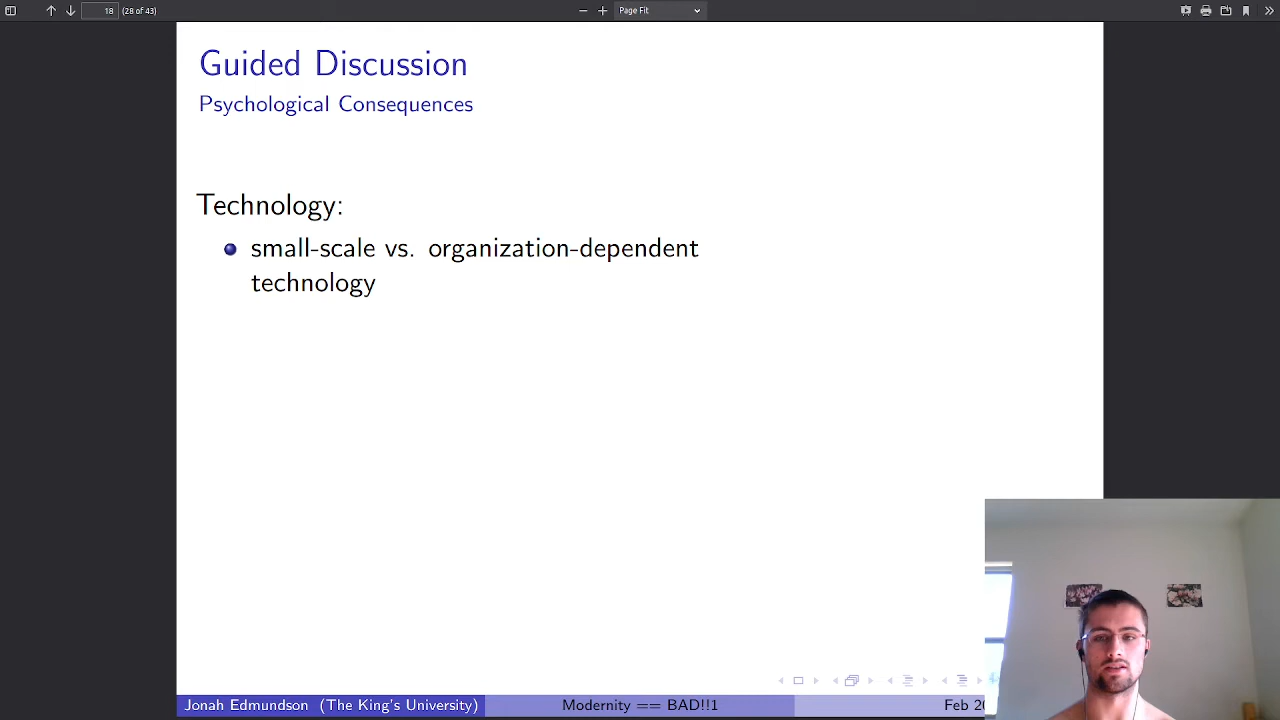 18 (28 of 43) Page Fit
Guided Discussion
Psychological Consequences
Technology:
small-scale vs. organization-dependent
technology
Jonah Edmundson (The King's University) Modernity == BAD!!1 Feb